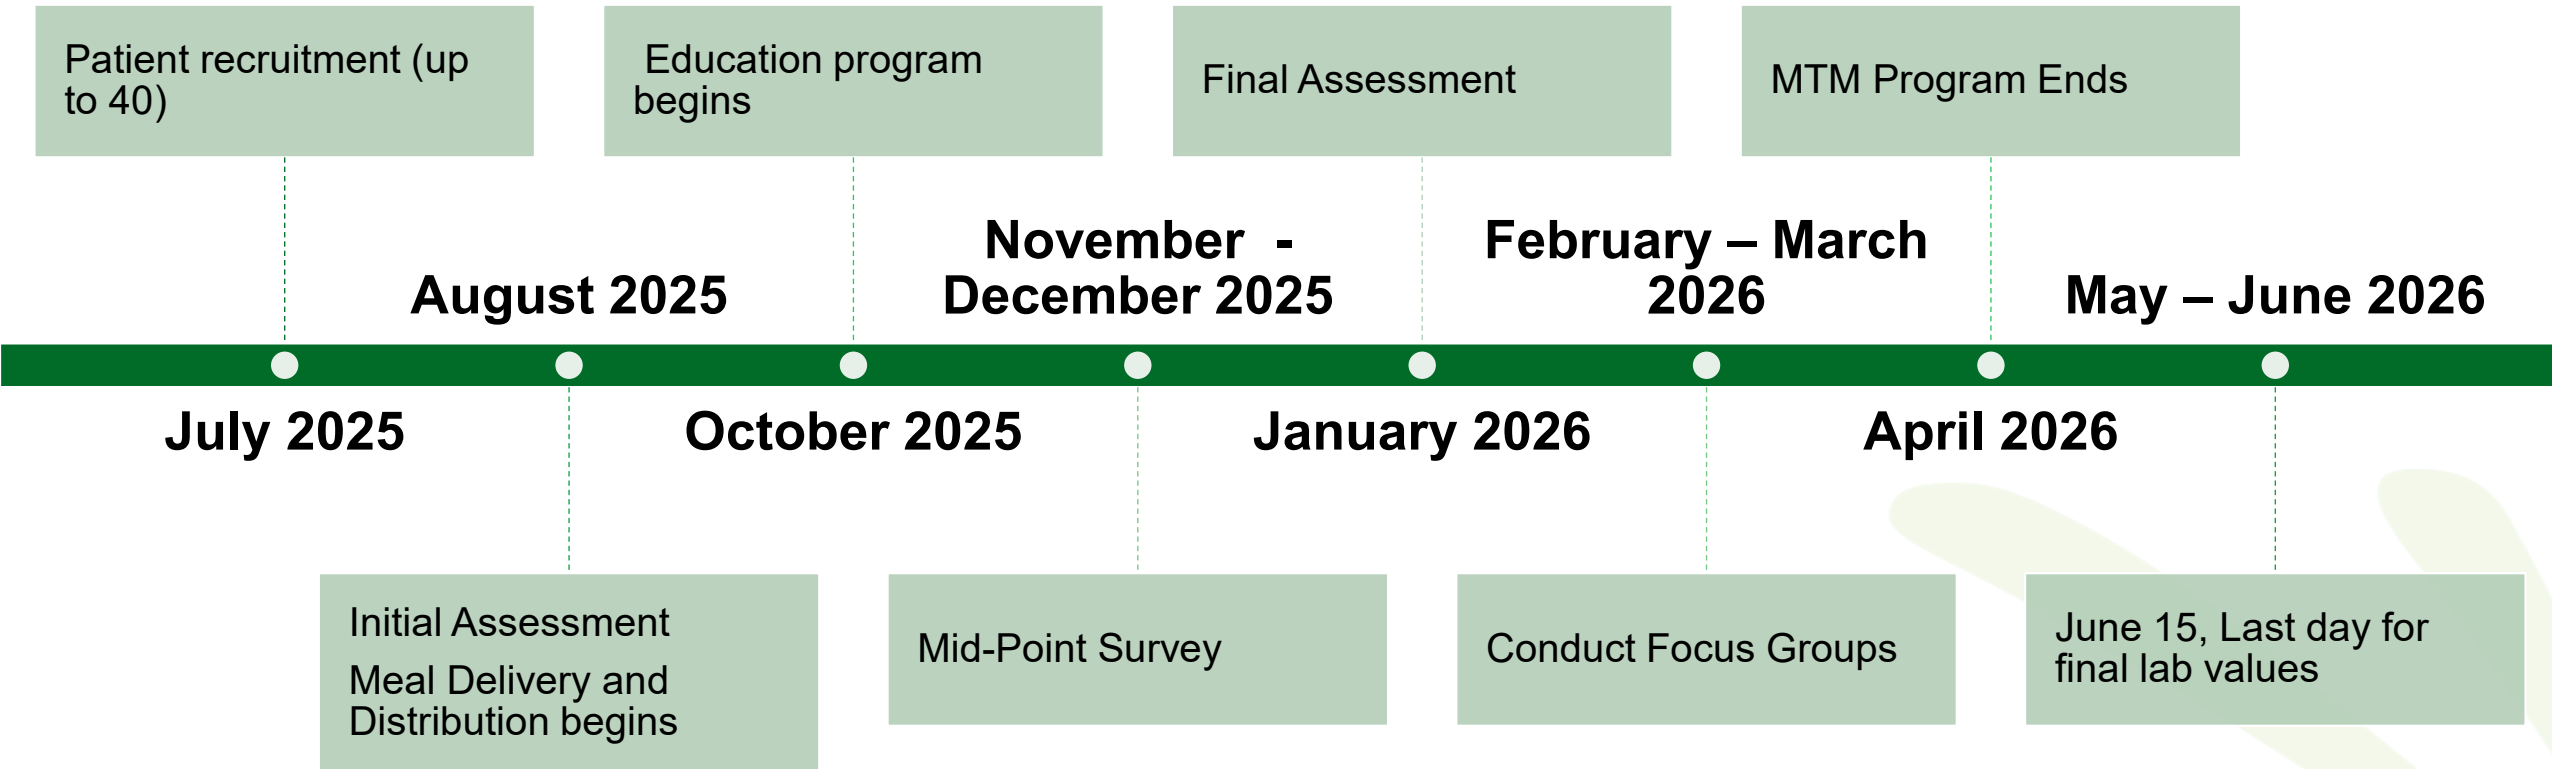 Patient recruitment (up
to 40)
Education program
begins
Final Assessment
MTM Program Ends
August 2025
November  -
December 2025
February – March
2026
May – June 2026
July 2025
October 2025
January 2026
April 2026
Initial Assessment
Meal Delivery and
Distribution begins
Mid-Point Survey
Conduct Focus Groups
June 15, Last day for
final lab values